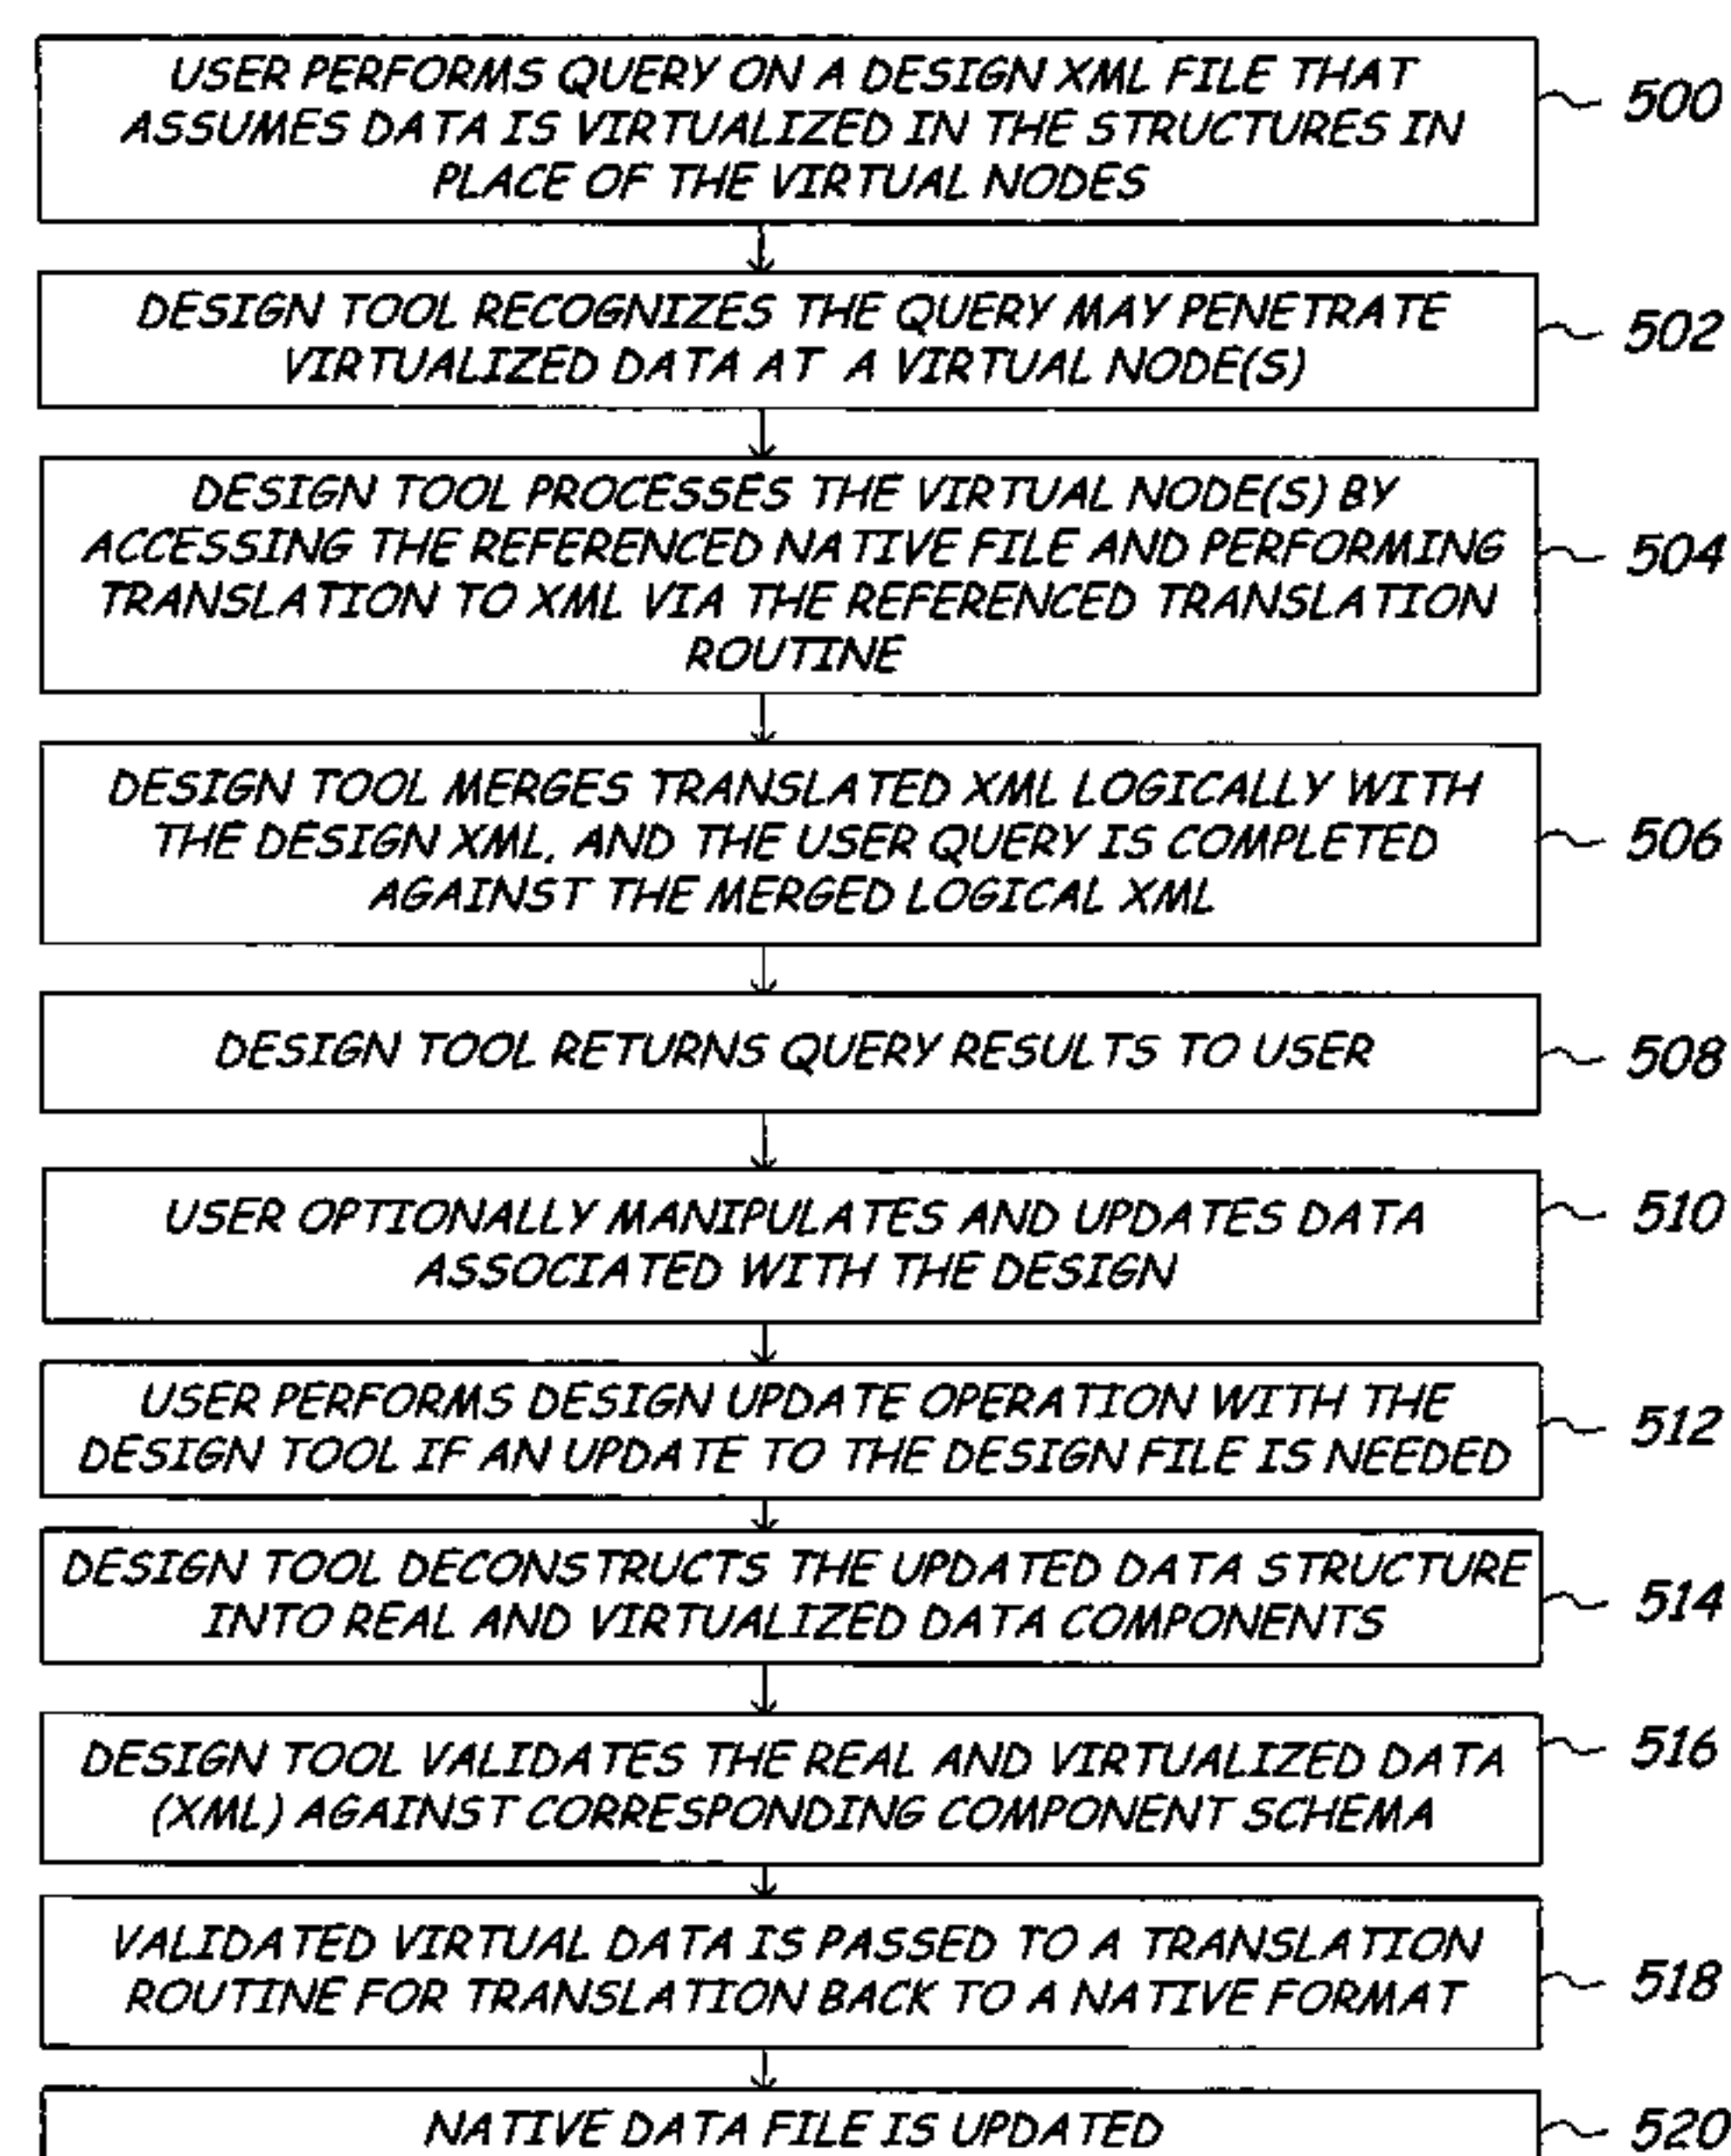 USER PERFORMS QUERY ON A DESIGN XML FILE THAT
ASSUMES DATA IS VIRTUALIZED IN THE STRUCTURES IN
PLACE OF THE VIRTUAL NODES
500
DESIGN TOOL RECOGNIZES THE QUERY MAY PENETRATE
VIRTUALIZED DATA AT A VIRTUAL NODE(S)
502
DESIGN TOOL PROCESSES THE VIRTUAL NODE(S) BY
ACCESSING THE REFERENCED NATIVE FILE AND PERFORMING
TRANSLATION TO XML VIA THE REFERENCED TRANSLATION
ROUTINE
504
DESIGN TOOL MERGES TRANSLATED XML LOGICALLY WITH
THE DESIGN XML, AND THE USER QUERY IS COMPLETED
AGAINST THE MERGED LOGICAL XML
506
DESIGN TOOL RETURNS QUERY RESULTS TO USER
508
USER OPTIONALLY MANIPULATES AND UPDATES DATA
ASSOCIATED WITH THE DESIGN
510
USER PERFORMS DESIGN UPDATE OPERATION WITH THE
DESIGN TOOL IF AN UPDATE TO THE DESIGN FILE IS NEEDED
512
DESIGN TOOL DECONSTRUCTS THE UPDATED DATA STRUCTURE
INTO REAL AND VIRTUALIZED DATA COMPONENTS
514
DESIGN TOOL VALIDATES THE REAL AND VIRTUALIZED DATA
(XML) AGAINST CORRESPONDING COMPONENT SCHEMA
516
VALIDATED VIRTUAL DATA IS PASSED TO A TRANSLATION
ROUTINE FOR TRANSLATION BACK TO A NATIVE FORMAT
518
NATIVE DATA FILE IS UPDATED
520